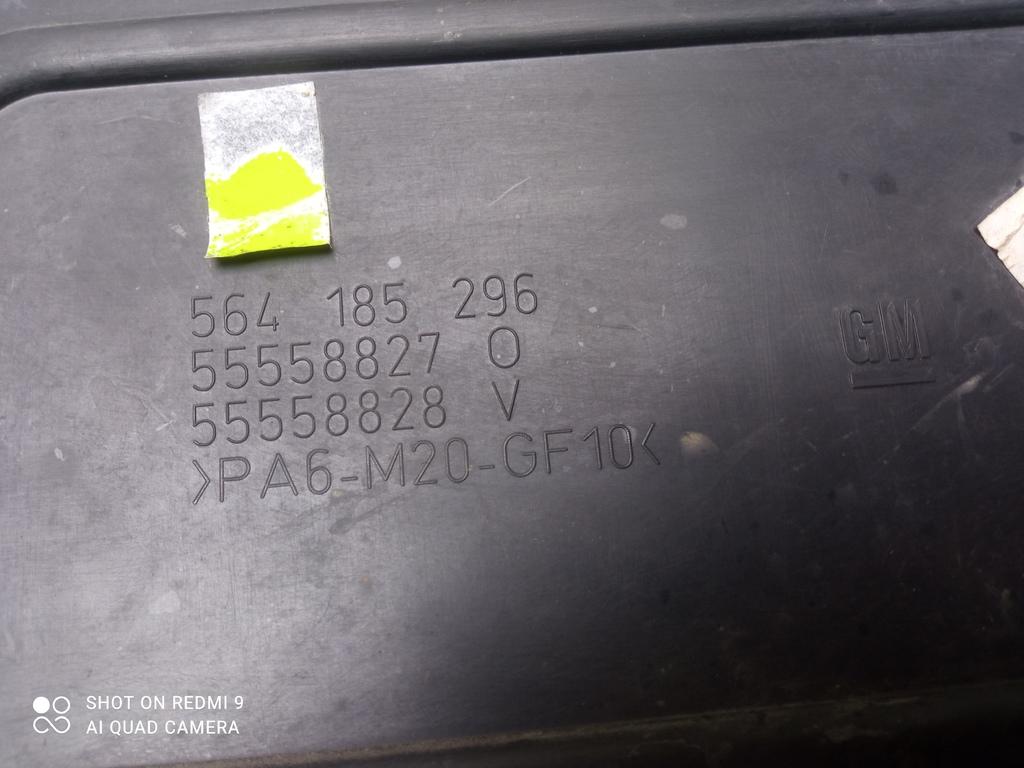 564 185 296
55558827 O
55558828 V
>PA6-M20-GF10<
GM
SHOT ON REDMI 9
AI QUAD CAMERA